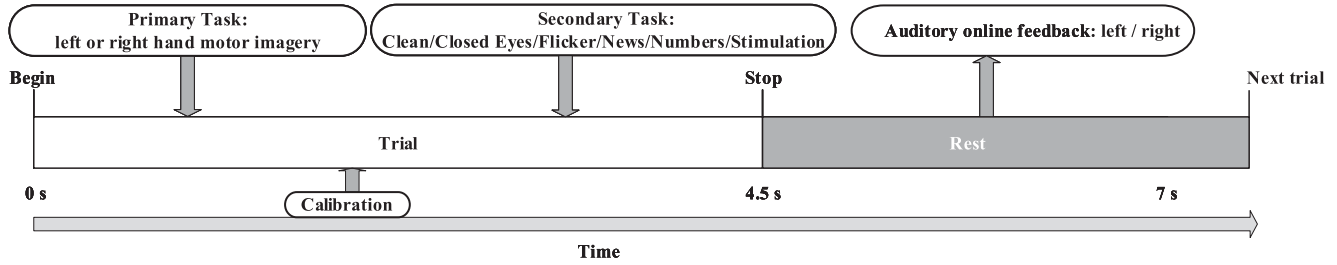 Primary Task:
left or right hand motor imagery
Secondary Task:
Clean/Closed Eyes/Flicker/News/Numbers/Stimulation
Auditory online feedback: left / right
Begin
Stop
Next trial
Trial
Rest
0 s
Calibration
4.5 s
7 s
Time